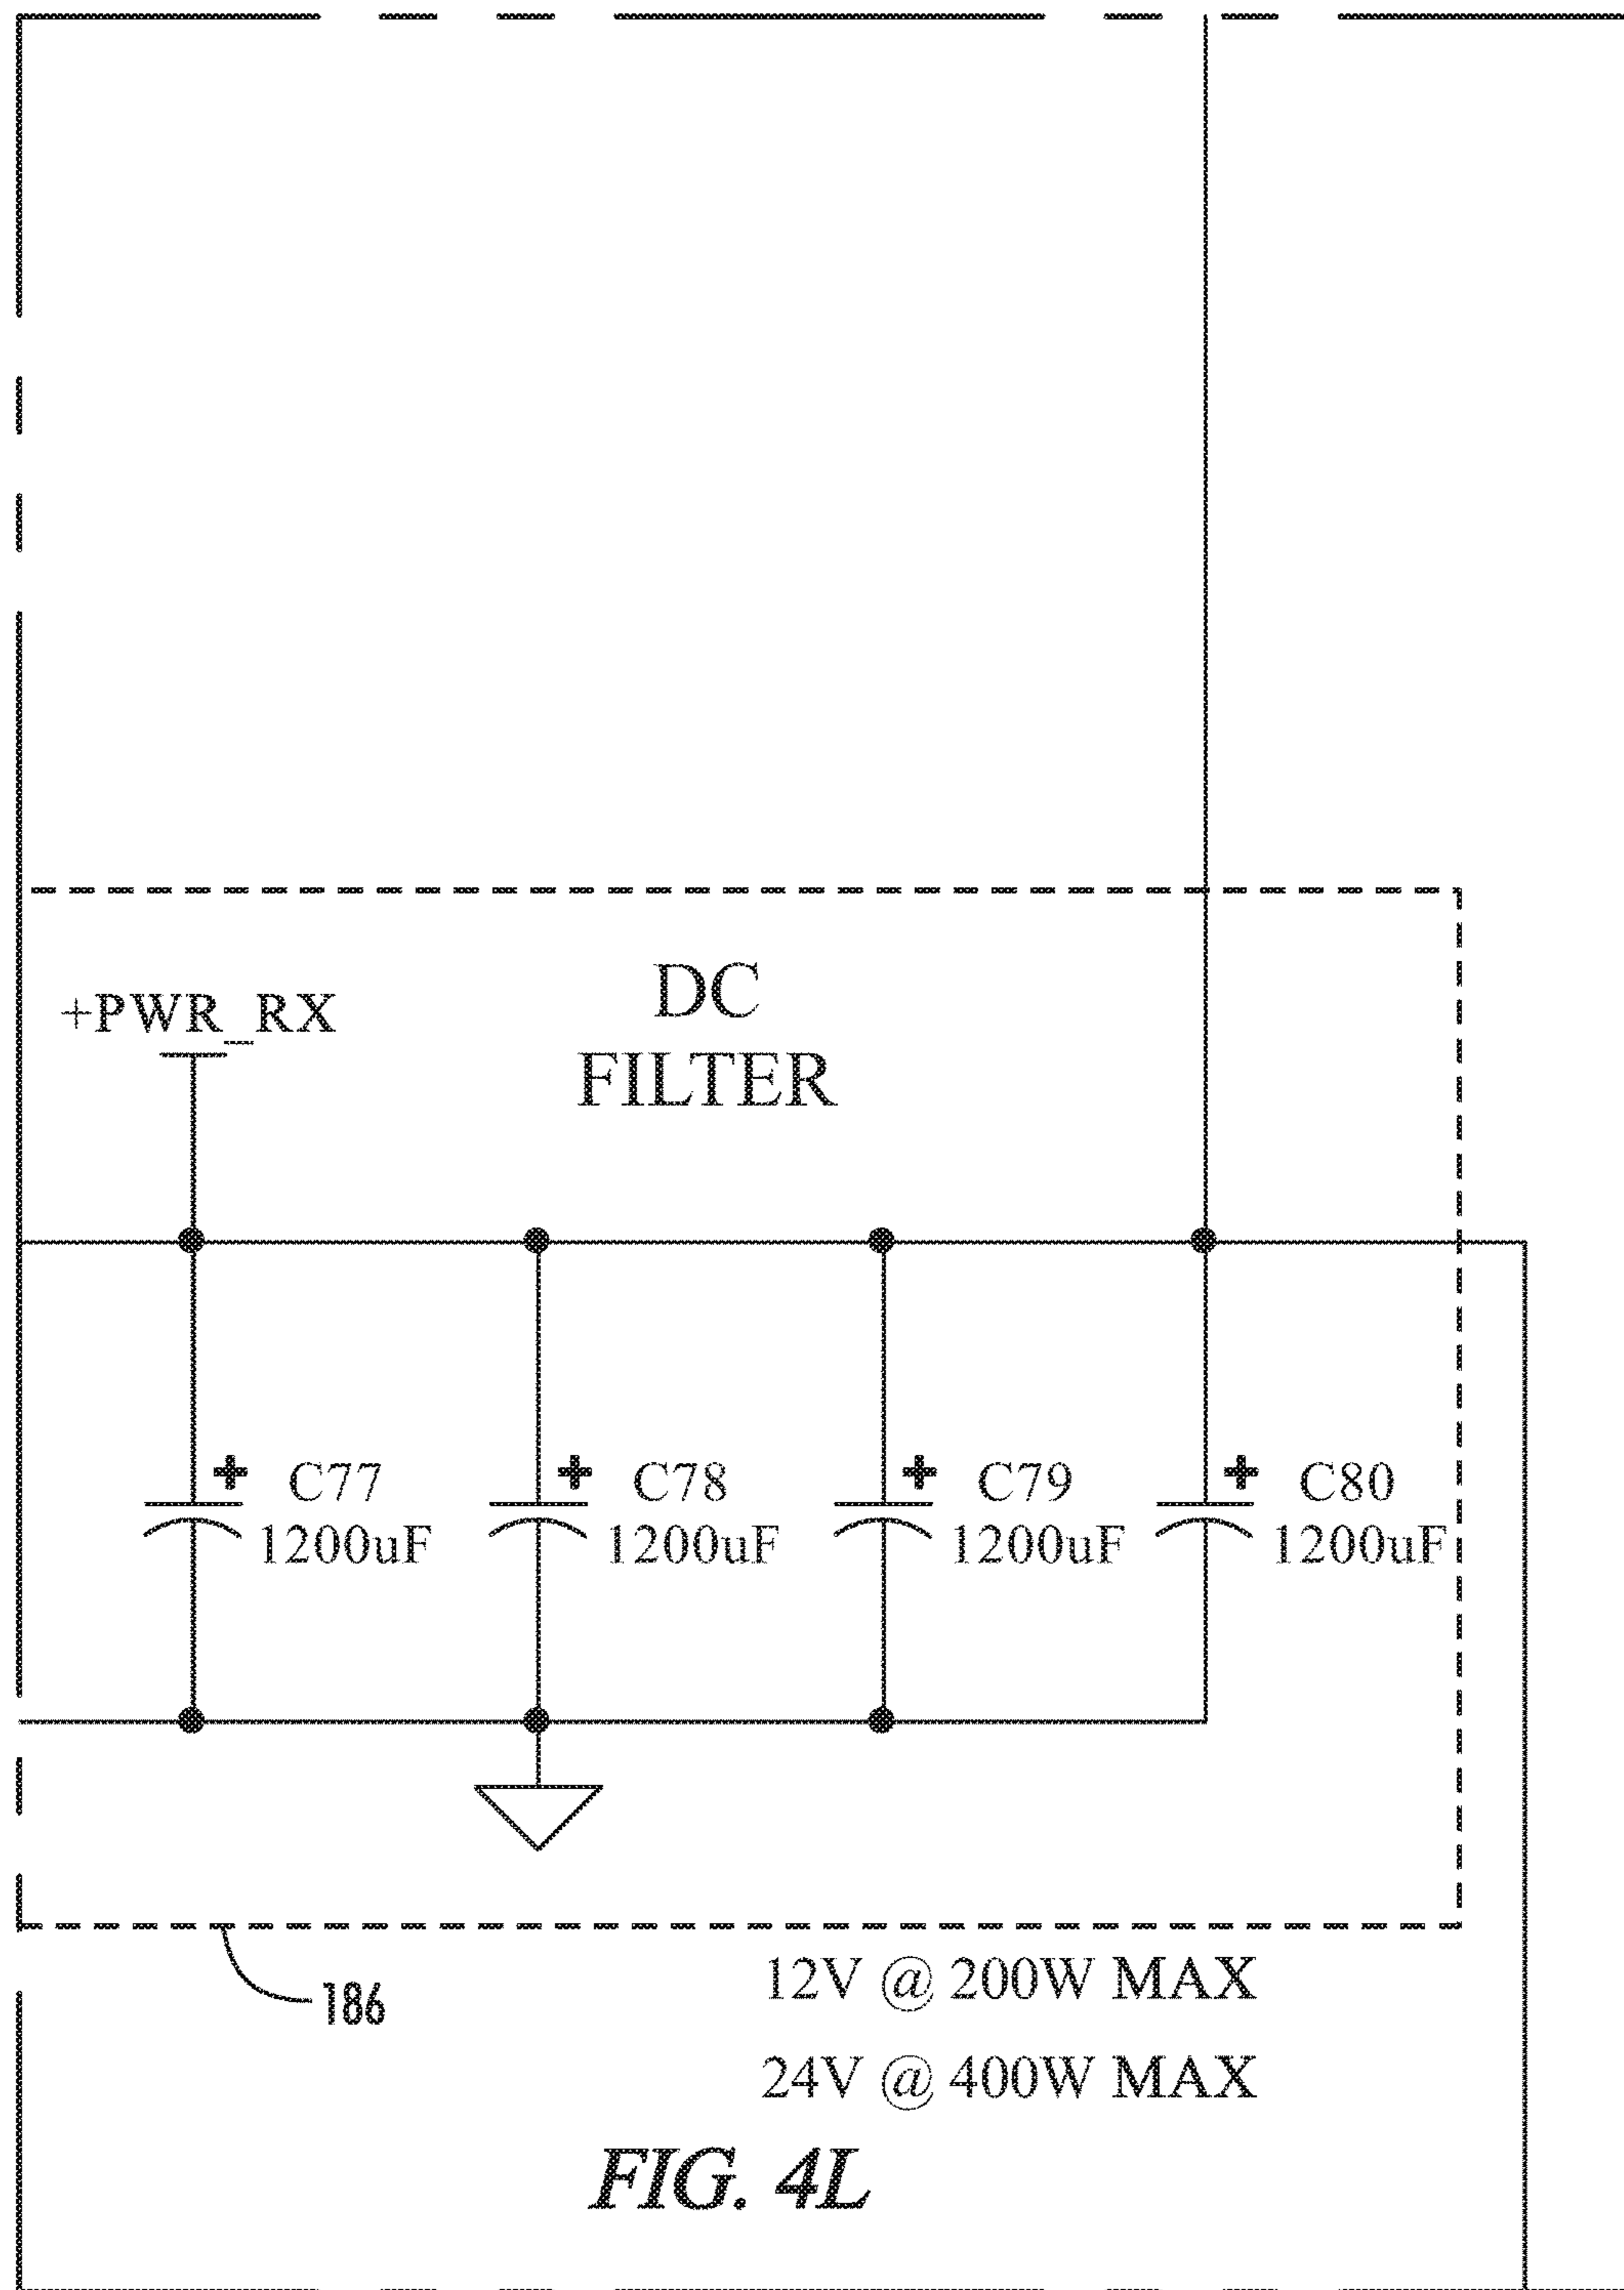 DC
FILTER
+PWR_RX
+ C77
1200uF
+ C78
1200uF
+ C79
1200uF
+ C80
1200uF
186
12V @ 200W MAX
24V @ 400W MAX
FIG. 4L